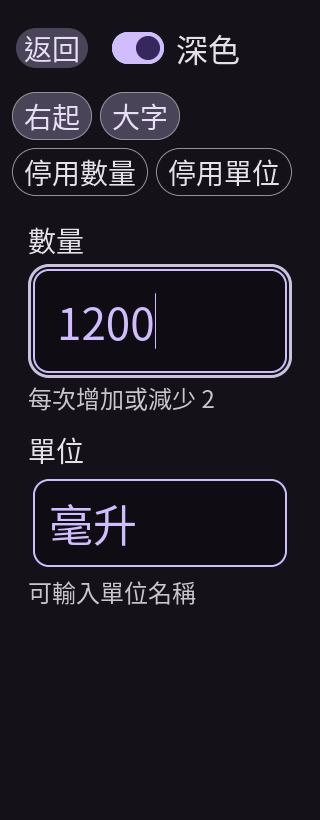 返回 深色
右起 大字
停用數量 停用單位
數量
1200
每次增加或減少 2
單位
毫升
可輸入單位名稱